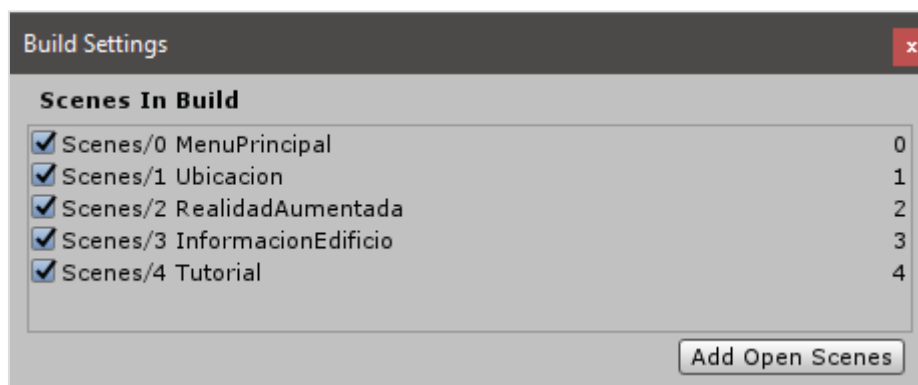 Build Settings
x
Scenes In Build
Scenes/0 MenuPrincipal 0
Scenes/1 Ubicacion 1
Scenes/2 RealidadAumentada 2
Scenes/3 InformacionEdificio 3
Scenes/4 Tutorial 4
Add Open Scenes